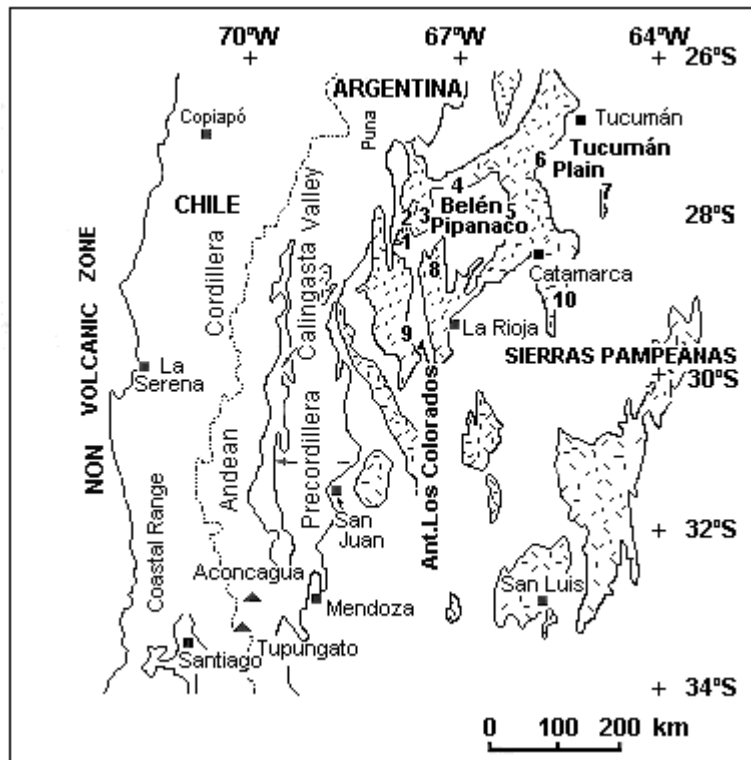 70ºW 67ºW 64ºW
26ºS
ARGENTINA
Copiapó
Puna
Tucumán
Tucumán
Plain
6
4
7
CHILE
2 3 Belén 5
Pipanaco
28ºS
1
8
Catamarca
10
Cordillera
Calingasta Valley
NON VOLCANIC ZONE
La
Serena
9
La Rioja
SIERRAS PAMPEANAS
30ºS
Andean
Precordillera
Ant.Los Colorados
Coastal Range
San
Juan
32ºS
Aconcagua
San Luis
Mendoza
Tupungato
Santiago
34ºS
0 100 200 km